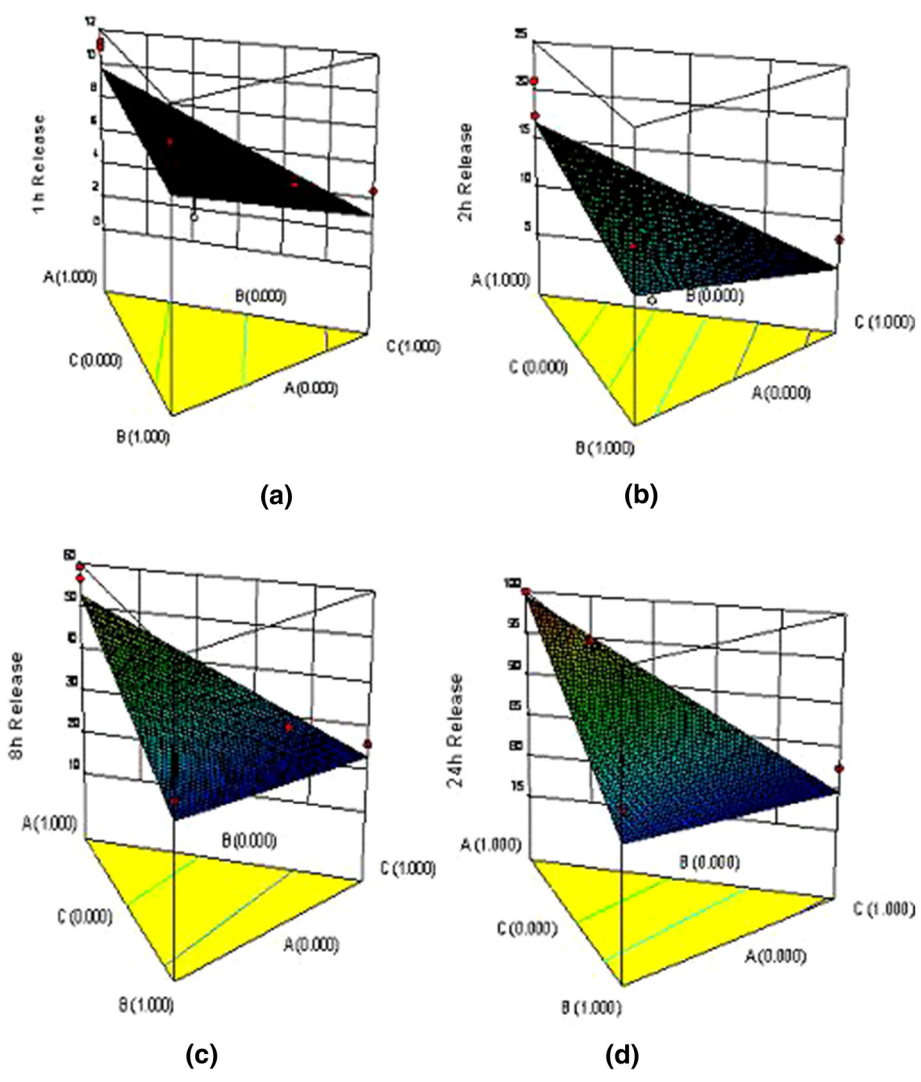 12
10
8
6
4
2
0
1h Release
A (1.000)
B (0.000)
C (0.000)
C (1.000)
A (0.000)
B (1.000)
(a)
25
20
15
10
5
2h Release
A (1.000)
B (0.000)
C (1.000)
C (0.000)
A (0.000)
B (1.000)
(b)
60
50
40
30
20
10
8h Release
A (1.000)
B (0.000)
C (1.000)
C (0.000)
A (0.000)
B (1.000)
(c)
100
95
90
85
80
75
24h Release
A (1.000)
B (0.000)
C (1.000)
C (0.000)
A (0.000)
B (1.000)
(d)